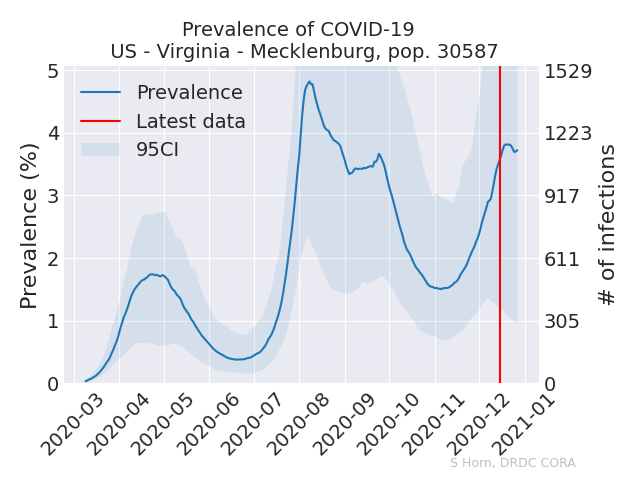 Prevalence of COVID-19
US - Virginia - Mecklenburg, pop. 30587
Prevalence
Latest data
95CI
Prevalence (%)
5
4
3
2
1
0
# of infections
1529
1223
917
611
305
0
2020-03
2020-04
2020-05
2020-06
2020-07
2020-08
2020-09
2020-10
2020-11
2020-12
2021-01
S Horn, DRDC CORA